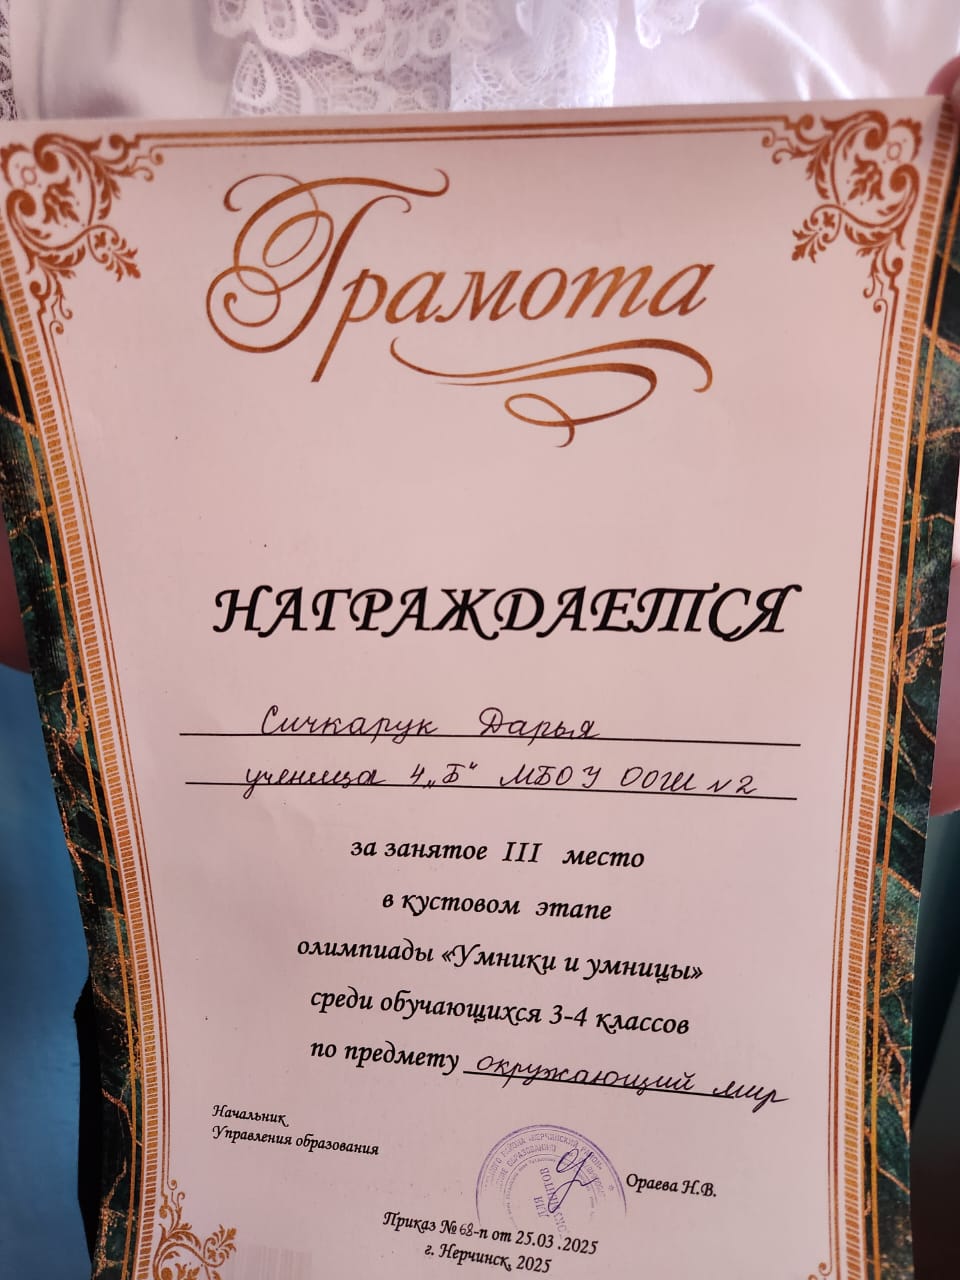 Грамота
НАГРАЖДАЕТСЯ
Сичкарук Дарья
ученица 4 „Б“ МБОУ ООШ №2
за занятое III место
в кустовом этапе
олимпиады «Умники и умницы»
среди обучающихся 3-4 классов
по предмету окружающий мир
Начальник
Управления образования
ДЛЯ
Ораева Н.В.
Приказ № 68-п от 25.03 .2025
г. Нерчинск, 2025